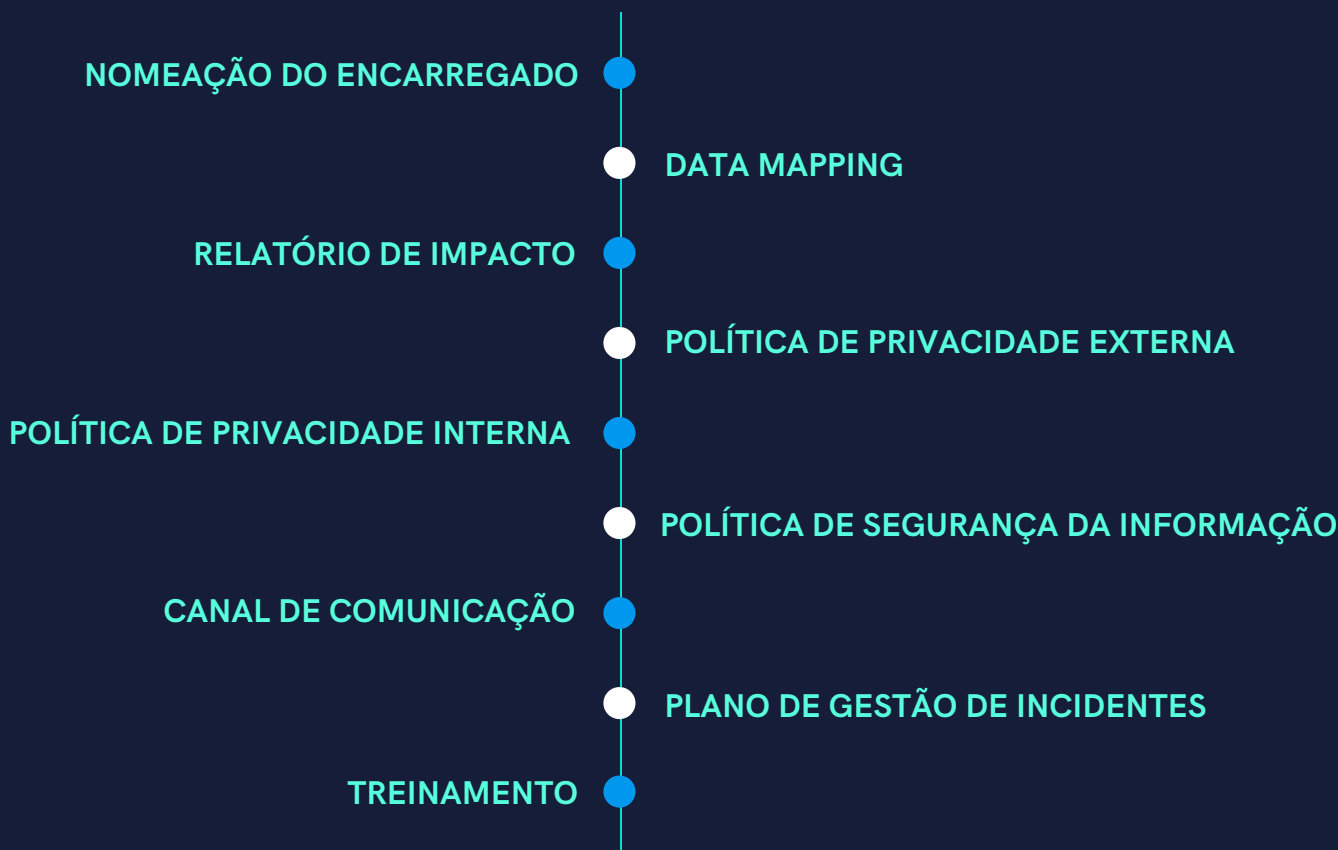 NOMEAÇÃO DO ENCARREGADO
DATA MAPPING
RELATÓRIO DE IMPACTO
POLÍTICA DE PRIVACIDADE EXTERNA
POLÍTICA DE PRIVACIDADE INTERNA
POLÍTICA DE SEGURANÇA DA INFORMAÇÃO
CANAL DE COMUNICAÇÃO
PLANO DE GESTÃO DE INCIDENTES
TREINAMENTO